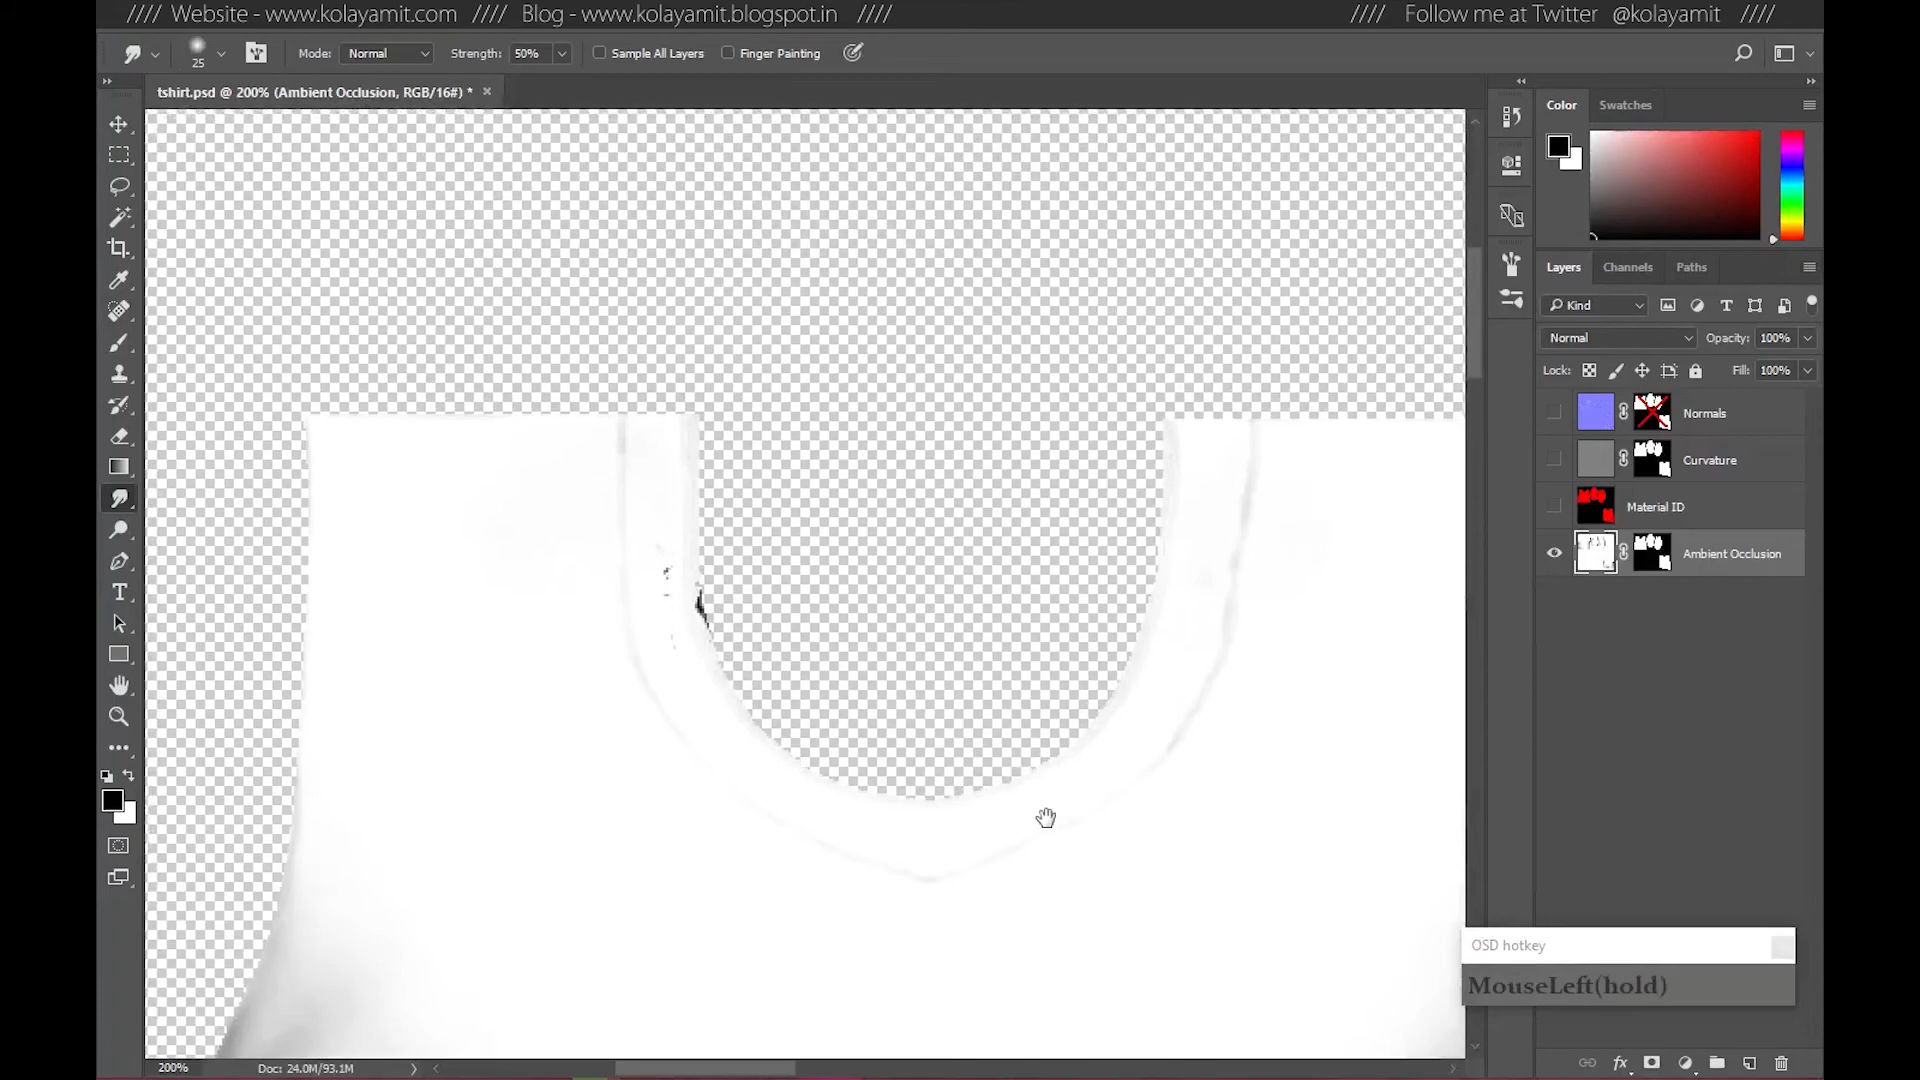 //// Website - www.kolayamit.com //// Blog - www.kolayamit.blogspot.in //// //// Follow me at Twitter @kolayamit ////
25 Mode: Normal Strength: 50% Sample All Layers Finger Painting
tshirt.psd @ 200% (Ambient Occlusion, RGB/16#) * ×
Color Swatches
Layers Channels Paths
Kind
Normal Opacity: 100%
Lock: Fill: 100%
Normals
Curvature
Material ID
Ambient Occlusion
OSD hotkey
MouseLeft(hold)
200% Doc: 24.0M/93.1M